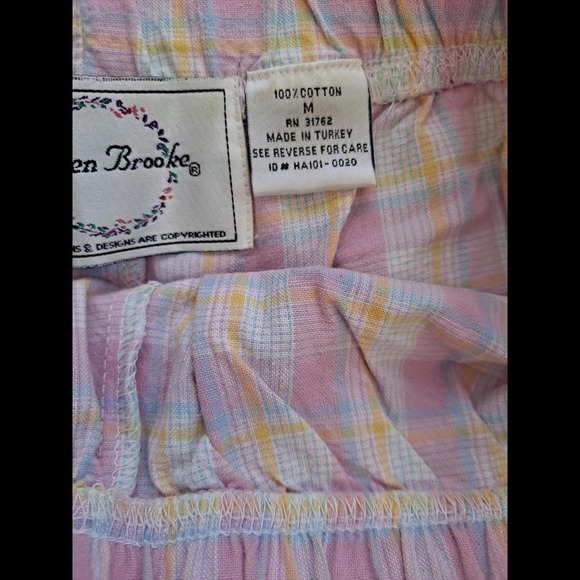 en Brooke®
NS & DESIGNS ARE COPYRIGHTED
100% COTTON
M
RN 31762
MADE IN TURKEY
SEE REVERSE FOR CARE
ID# HA101-0020